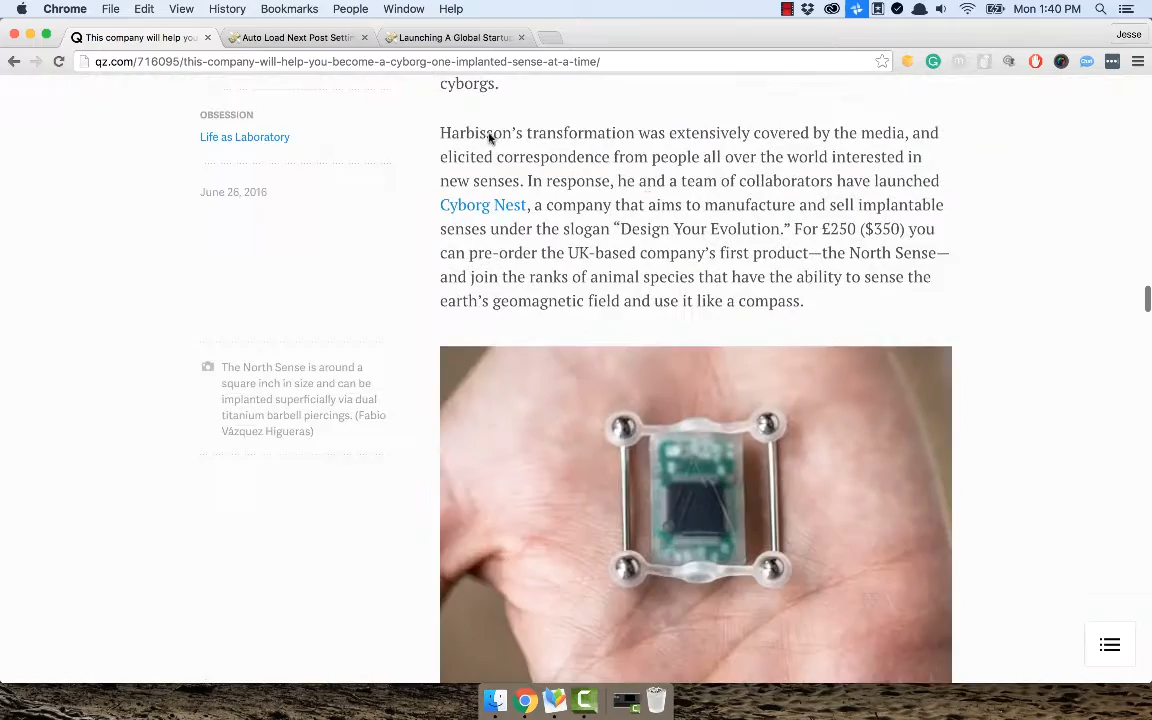 Chrome File Edit View History Bookmarks People Window Help Mon 1:40 PM
This company will help you Auto Load Next Post Settin Launching A Global Startu Jesse
qz.com/716095/this-company-will-help-you-become-a-cyborg-one-implanted-sense-at-a-time/
cyborgs.
OBSESSION
Life as Laboratory
June 26, 2016
Harbisson’s transformation was extensively covered by the media, and
elicited correspondence from people all over the world interested in
new senses. In response, he and a team of collaborators have launched
Cyborg Nest, a company that aims to manufacture and sell implantable
senses under the slogan “Design Your Evolution.” For £250 ($350) you
can pre-order the UK-based company’s first product—the North Sense—
and join the ranks of animal species that have the ability to sense the
earth’s geomagnetic field and use it like a compass.
The North Sense is around a
square inch in size and can be
implanted superficially via dual
titanium barbell piercings. (Fabio
Vázquez Higueras)